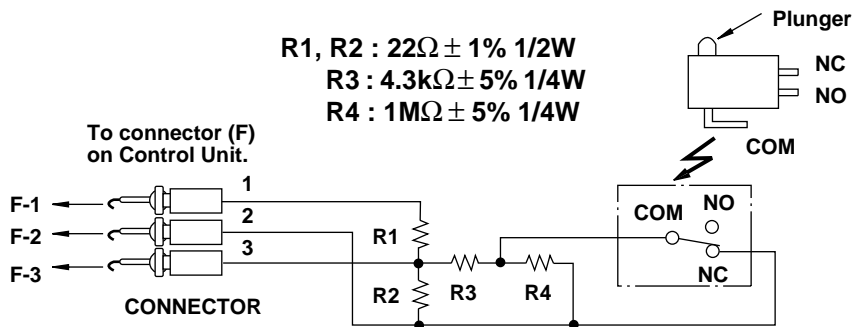 Plunger
R1, R2 : 22Ω ± 1% 1/2W
NC
R3 : 4.3kΩ ± 5% 1/4W
NO
R4 : 1MΩ ± 5% 1/4W
To connector (F)
on Control Unit.
COM
1
F-1
2
NO
COM
F-2
R1
3
F-3
R3
R4
NC
R2
CONNECTOR